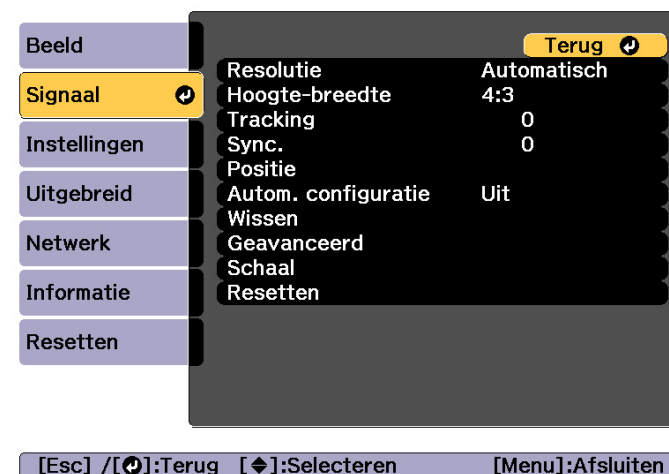 Beeld
Signaal
Instellingen
Uitgebreid
Netwerk
Informatie
Resetten
Terug
Resolutie Automatisch
Hoogte-breedte 4:3
Tracking 0
Sync. 0
Positie
Autom. configuratie Uit
Wissen
Geavanceerd
Schaal
Resetten
[Esc] /[]:Terug []:Selecteren [Menu]:Afsluiten